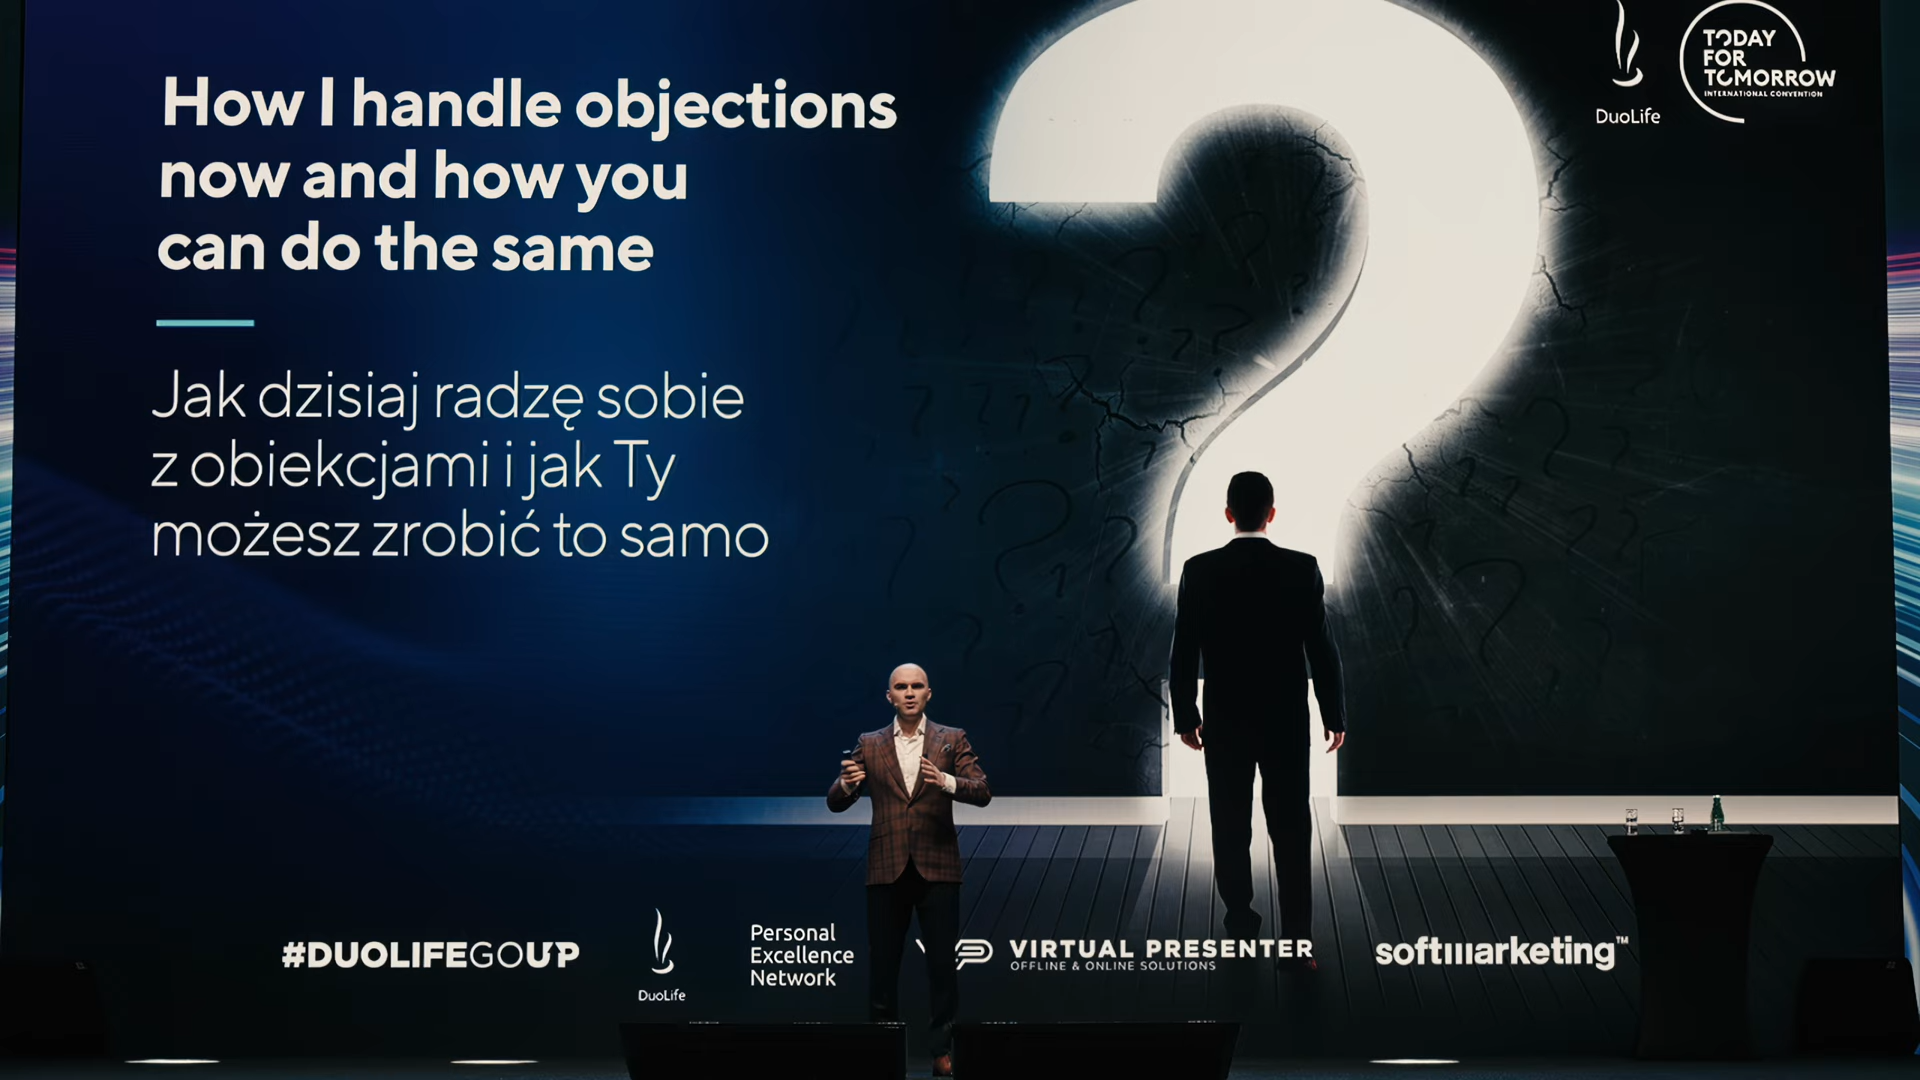 How I handle objections
now and how you
can do the same
Jak dzisiaj radzę sobie
z obiekcjami i jak Ty
możesz zrobić to samo
DuoLife
TODAY
FOR
TOMORROW
INTERNATIONAL CONVENTION
#DUOLIFEGOUP
DuoLife
Personal
Excellence
Network
VIRTUAL PRESENTER
OFFLINE & ONLINE SOLUTIONS
softmarketing™